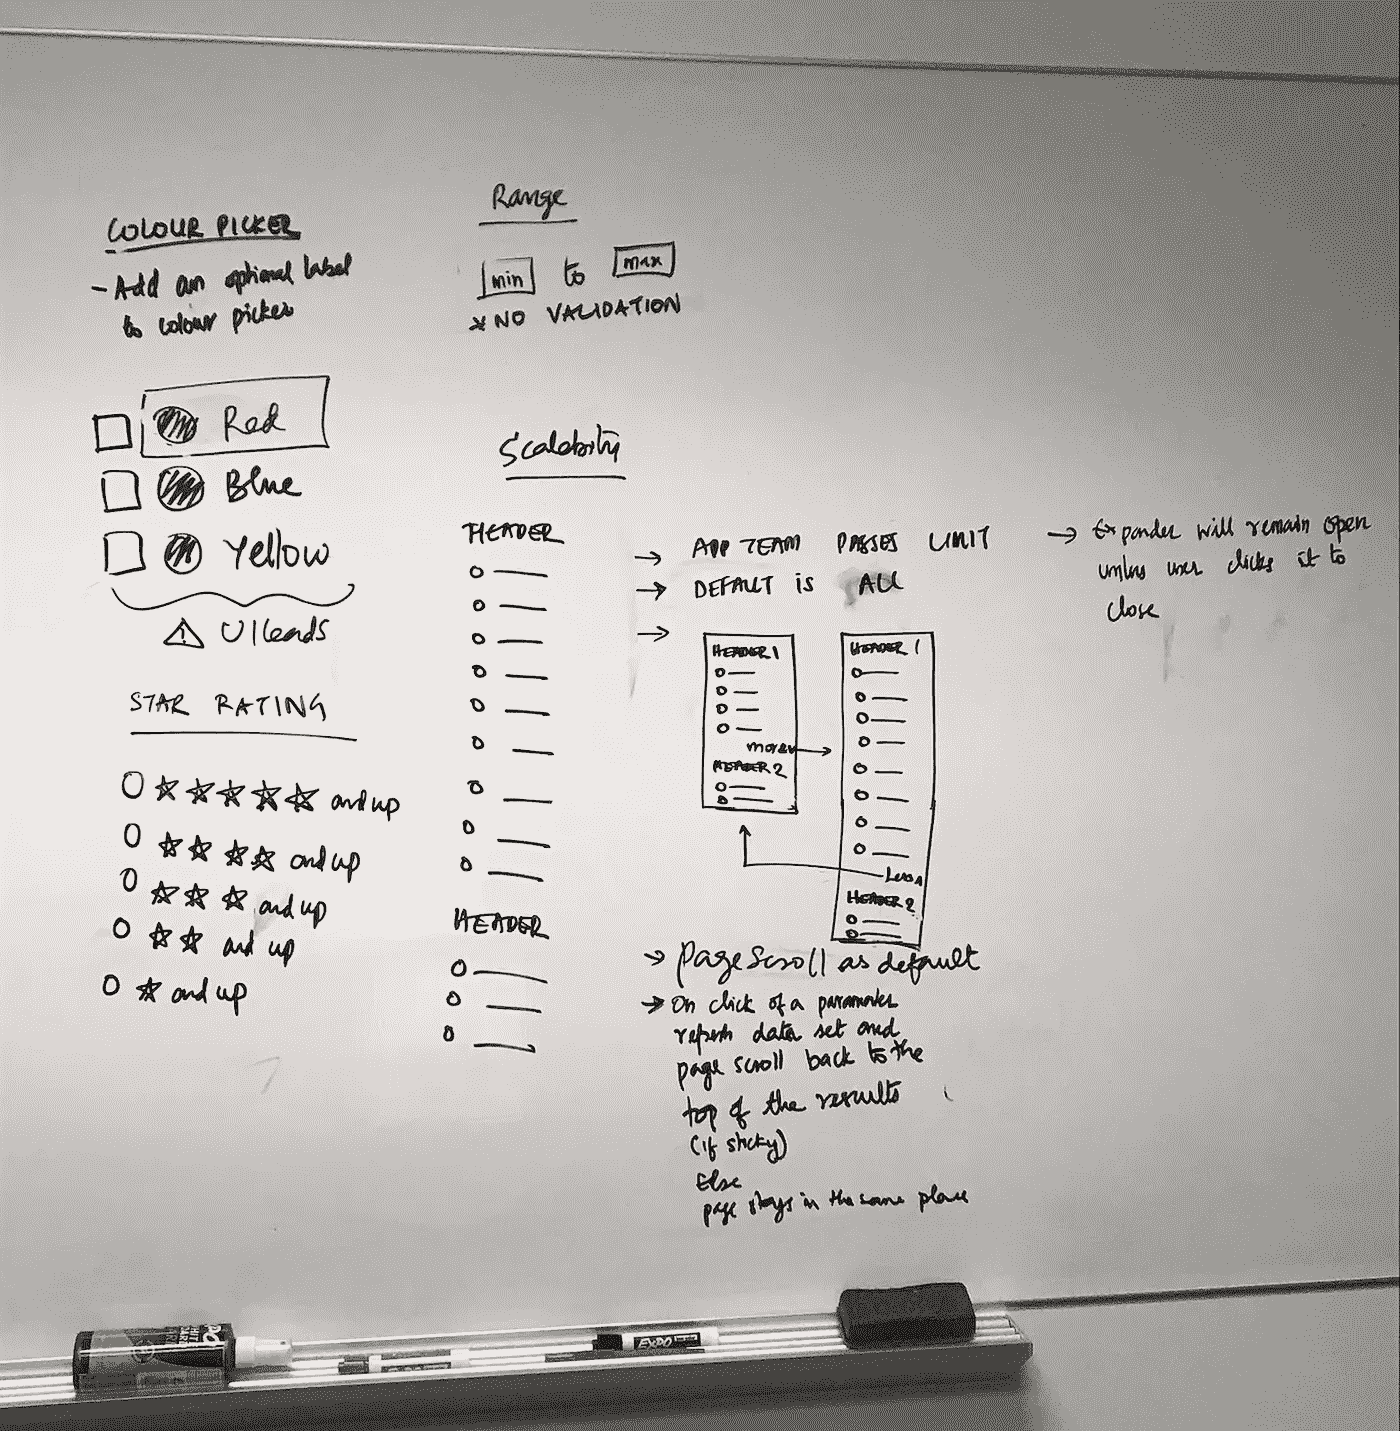 COLOUR PICKER
- Add an optional label
to colour picker
Red
Blue
Yellow
UI leads
STAR RATING
and up
and up
and up
and up
and up
Range
min to max
* NO VALIDATION
Scalebility
HEADER
HEADER
→ APP TEAM PASSES LIMIT
→ DEFAULT is ALL
→
HEADER 1
more
HEADER 2
HEADER 1
Less
HEADER 2
→ page scroll as default
→ On click of a parameter
refresh data set and
page scroll back to the
top of the results
(if sticky)
Else
page stays in the same place
→ Expander will remain open
unless user clicks it to
close
EXPO